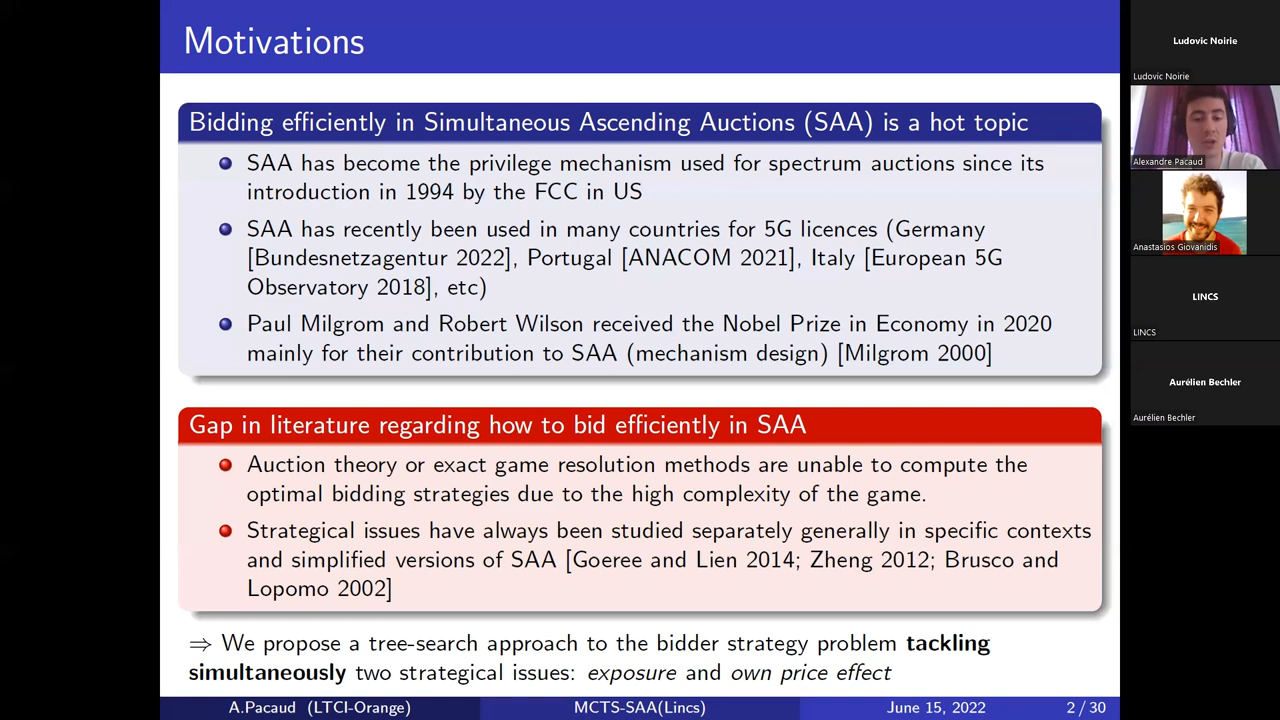 Motivations
Bidding efficiently in Simultaneous Ascending Auctions (SAA) is a hot topic
SAA has become the privilege mechanism used for spectrum auctions since its
introduction in 1994 by the FCC in US
SAA has recently been used in many countries for 5G licences (Germany
[Bundesnetzagentur 2022], Portugal [ANACOM 2021], Italy [European 5G
Observatory 2018], etc)
Paul Milgrom and Robert Wilson received the Nobel Prize in Economy in 2020
mainly for their contribution to SAA (mechanism design) [Milgrom 2000]
Gap in literature regarding how to bid efficiently in SAA
Auction theory or exact game resolution methods are unable to compute the
optimal bidding strategies due to the high complexity of the game.
Strategical issues have always been studied separately generally in specific contexts
and simplified versions of SAA [Goeree and Lien 2014; Zheng 2012; Brusco and
Lopomo 2002]
⇒ We propose a tree-search approach to the bidder strategy problem tackling
simultaneously two strategical issues: exposure and own price effect
A.Pacaud (LTCI-Orange) MCTS-SAA(Lincs) June 15, 2022 2 / 30
Ludovic Noirie
Ludovic Noirie
Alexandre Pacaud
Anastasios Giovanidis
LINCS
LINCS
Aurélien Bechler
Aurélien Bechler